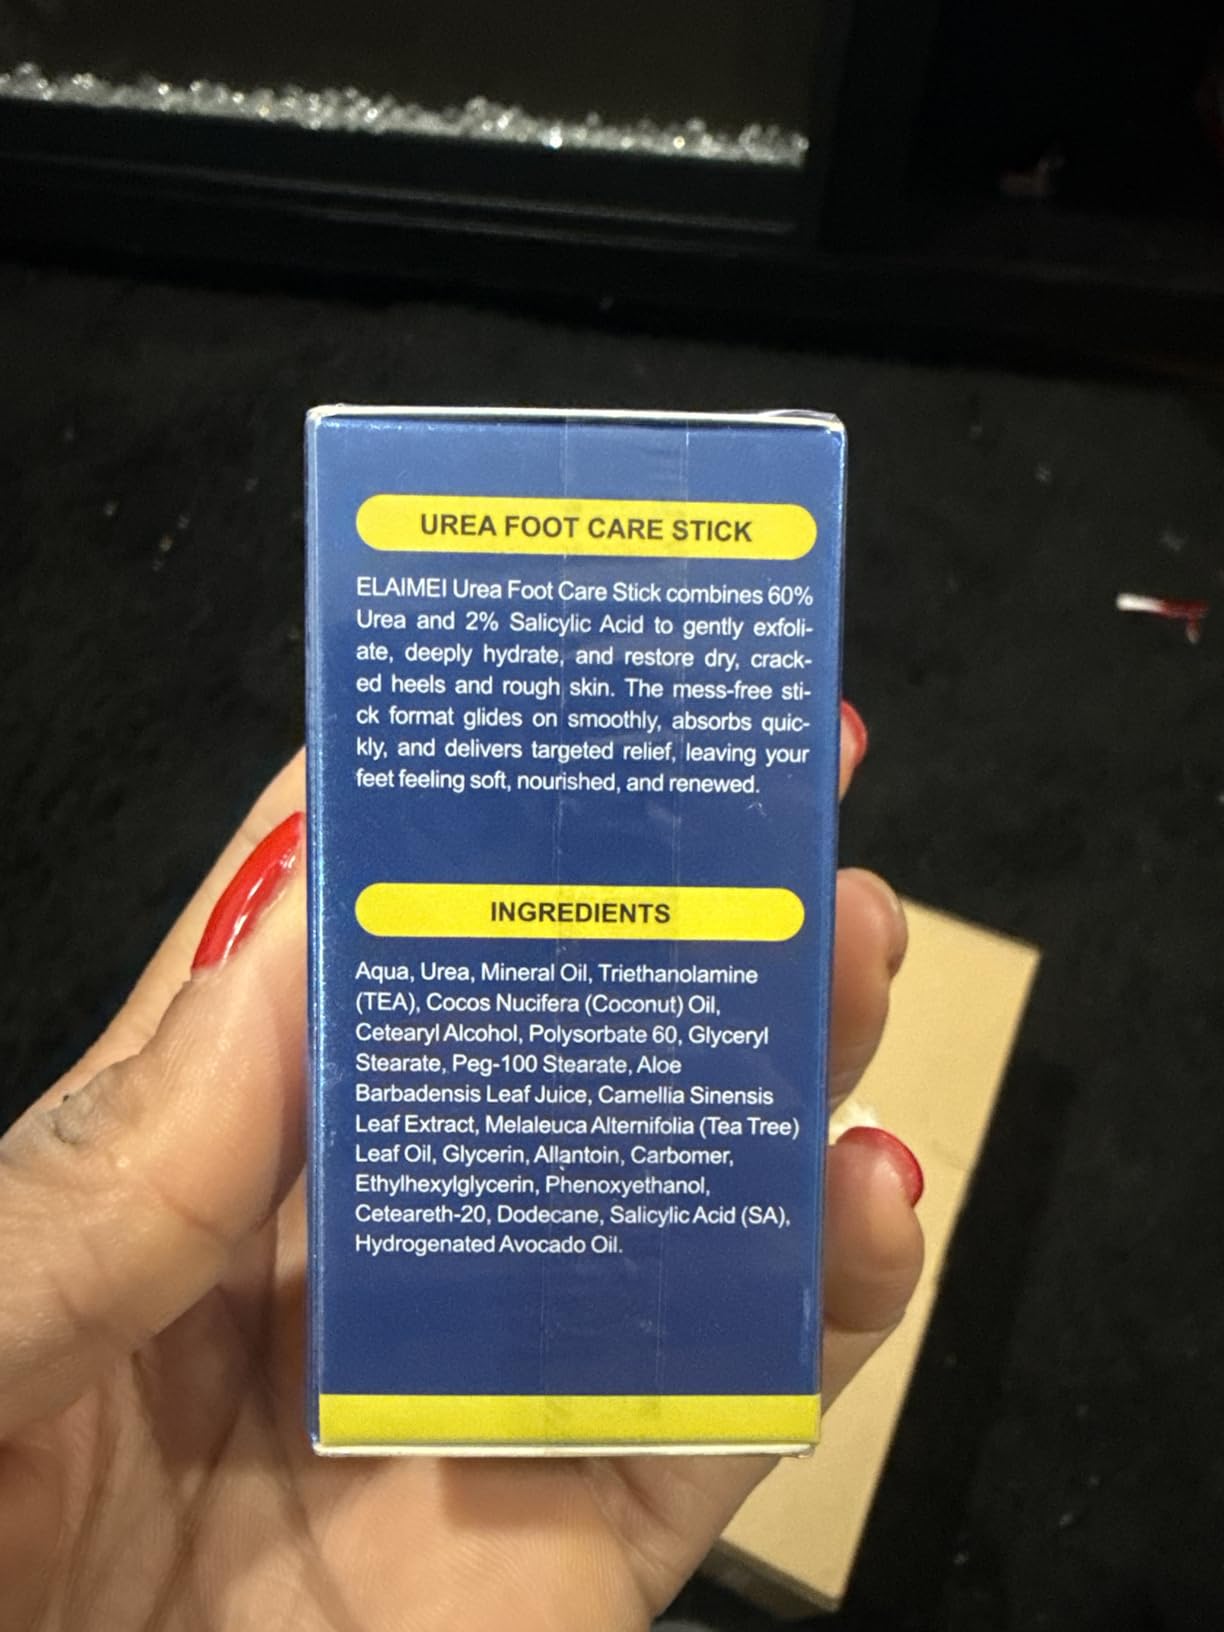 UREA FOOT CARE STICK
ELAIMEI Urea Foot Care Stick combines 60%
Urea and 2% Salicylic Acid to gently exfoli-
ate, deeply hydrate, and restore dry, crack-
ed heels and rough skin. The mess-free sti-
ck format glides on smoothly, absorbs quic-
kly, and delivers targeted relief, leaving your
feet feeling soft, nourished, and renewed.
INGREDIENTS
Aqua, Urea, Mineral Oil, Triethanolamine
(TEA), Cocos Nucifera (Coconut) Oil,
Cetearyl Alcohol, Polysorbate 60, Glyceryl
Stearate, Peg-100 Stearate, Aloe
Barbadensis Leaf Juice, Camellia Sinensis
Leaf Extract, Melaleuca Alternifolia (Tea Tree)
Leaf Oil, Glycerin, Allantoin, Carbomer,
Ethylhexylglycerin, Phenoxyethanol,
Ceteareth-20, Dodecane, Salicylic Acid (SA),
Hydrogenated Avocado Oil.